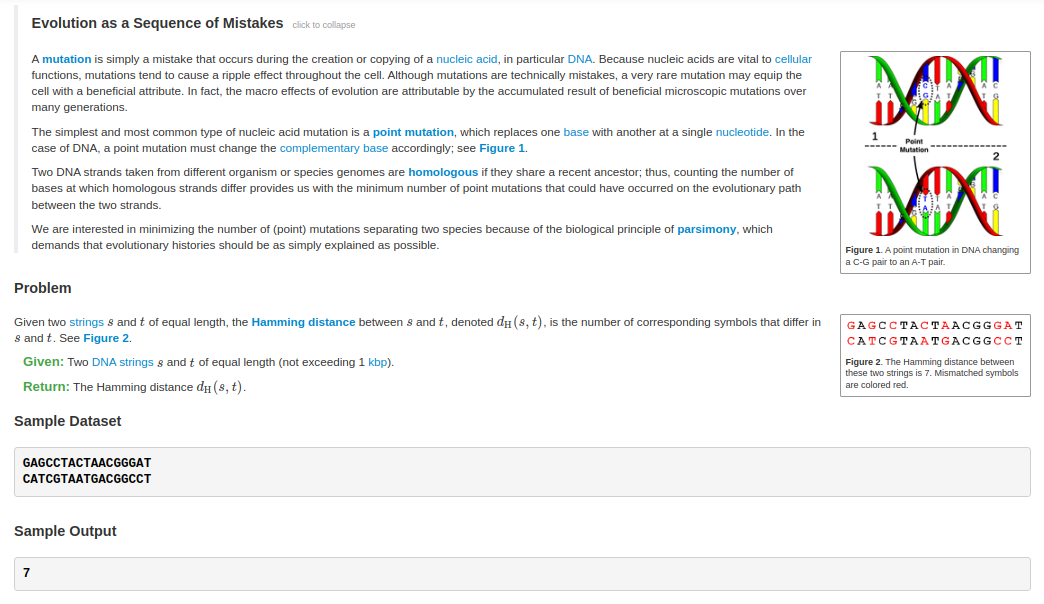 Evolution as a Sequence of Mistakes click to collapse
A mutation is simply a mistake that occurs during the creation or copying of a nucleic acid, in particular DNA. Because nucleic acids are vital to cellular
functions, mutations tend to cause a ripple effect throughout the cell. Although mutations are technically mistakes, a very rare mutation may equip the
cell with a beneficial attribute. In fact, the macro effects of evolution are attributable by the accumulated result of beneficial microscopic mutations over
many generations.
The simplest and most common type of nucleic acid mutation is a point mutation, which replaces one base with another at a single nucleotide. In the
case of DNA, a point mutation must change the complementary base accordingly; see Figure 1.
Two DNA strands taken from different organism or species genomes are homologous if they share a recent ancestor; thus, counting the number of
bases at which homologous strands differ provides us with the minimum number of point mutations that could have occurred on the evolutionary path
between the two strands.
We are interested in minimizing the number of (point) mutations separating two species because of the biological principle of parsimony, which
demands that evolutionary histories should be as simply explained as possible.
1
Point
Mutation
2
Figure 1. A point mutation in DNA changing
a C-G pair to an A-T pair.
Problem
Given two strings s and t of equal length, the Hamming distance between s and t, denoted dH(s, t), is the number of corresponding symbols that differ in
s and t. See Figure 2.
Given: Two DNA strings s and t of equal length (not exceeding 1 kbp).
Return: The Hamming distance dH(s, t).
GAGCCTACTAACGGGAT
CATCGTAATGACGGCCT
Figure 2. The Hamming distance between
these two strings is 7. Mismatched symbols
are colored red.
Sample Dataset
GAGCCTACTAACGGGAT
CATCGTAATGACGGCCT
Sample Output
7